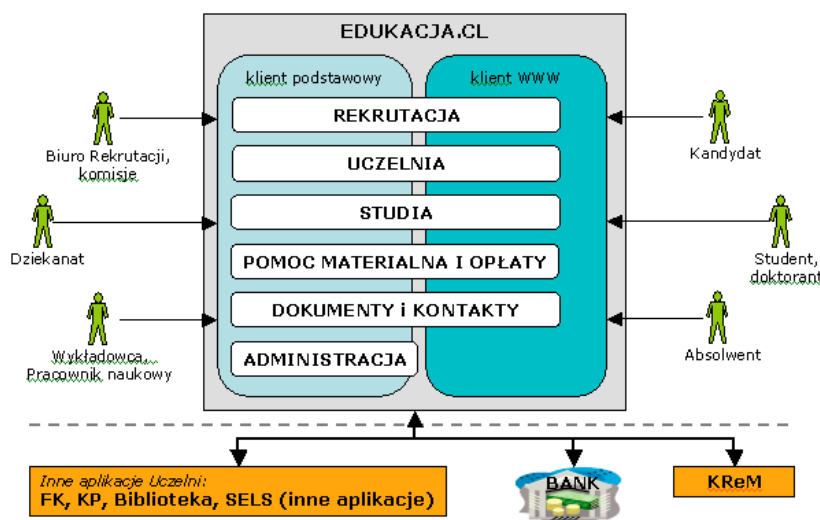 EDUKACJA.CL
klient podstawowy
klient WWW
REKRUTACJA
UCZELNIA
STUDIA
POMOC MATERIALNA I OPŁATY
DOKUMENTY i KONTAKTY
ADMINISTRACJA
Biuro Rekrutacji,
komisje
Dziekanat
Wykładowca,
Pracownik naukowy
Kandydat
Student,
doktorant
Absolwent
Inne aplikacje Uczelni:
FK, KP, Biblioteka, SELS (inne aplikacje)
BANK
KReM